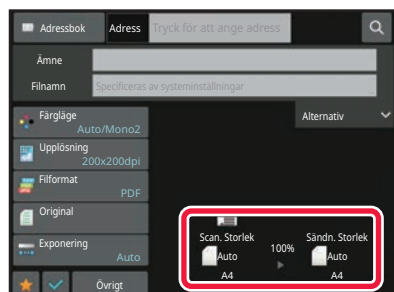 Adressbok Adress Tryck för att ange adress
Ämne
Filnamn Specificeras av systeminställningar
Färgläge
Auto/Mono2
Alternativ
Upplösning
200x200dpi
Filformat
PDF
Original
Scan. Storlek 100% Sändn. Storlek
Exponering
Auto
Auto Auto
A4 A4
Övrigt